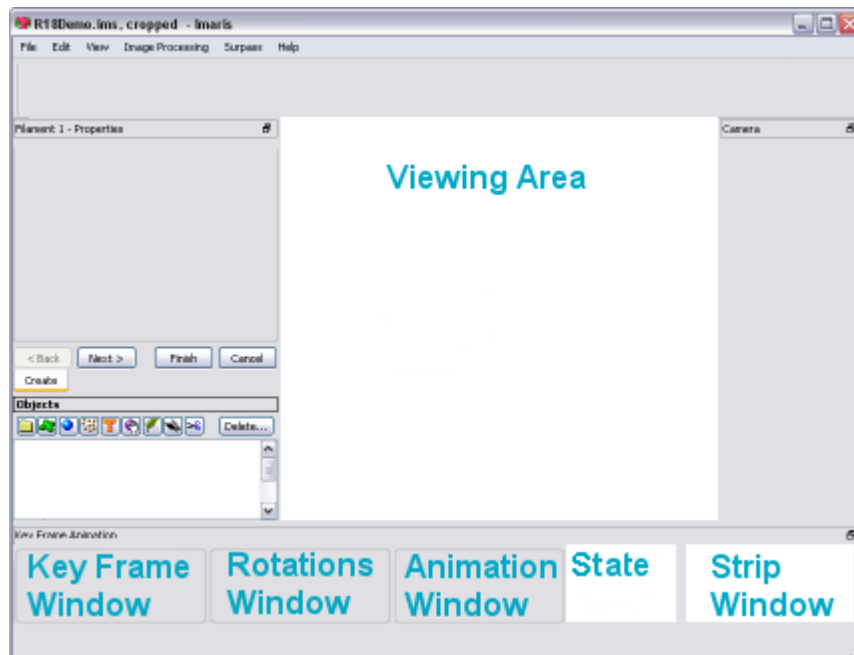 R18Demo.ims, cropped - Imaris
File Edit View Image Processing Surpass Help
Filament 1 - Properties
Camera
Viewing Area
< Back Next > Finish Cancel
Create
Objects
Delete...
Key Frame Animation
Key Frame Window
Rotations Window
Animation Window
State
Strip Window